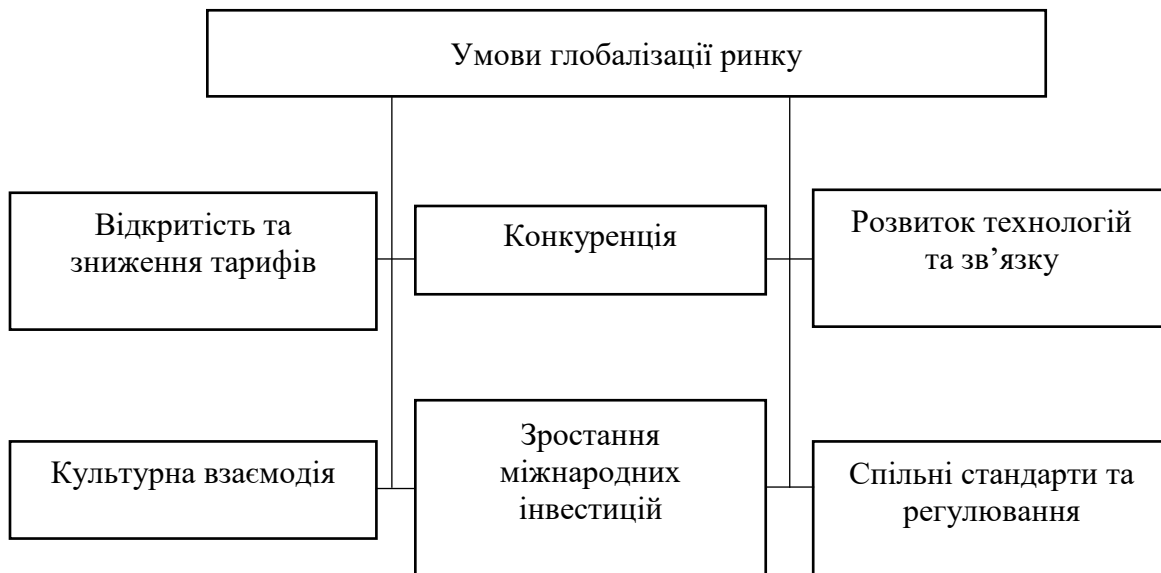 Умови глобалізації ринку
Відкритість та
зниження тарифів
Конкуренція
Розвиток технологій
та зв’язку
Культурна взаємодія
Зростання
міжнародних
інвестицій
Спільні стандарти та
регулювання